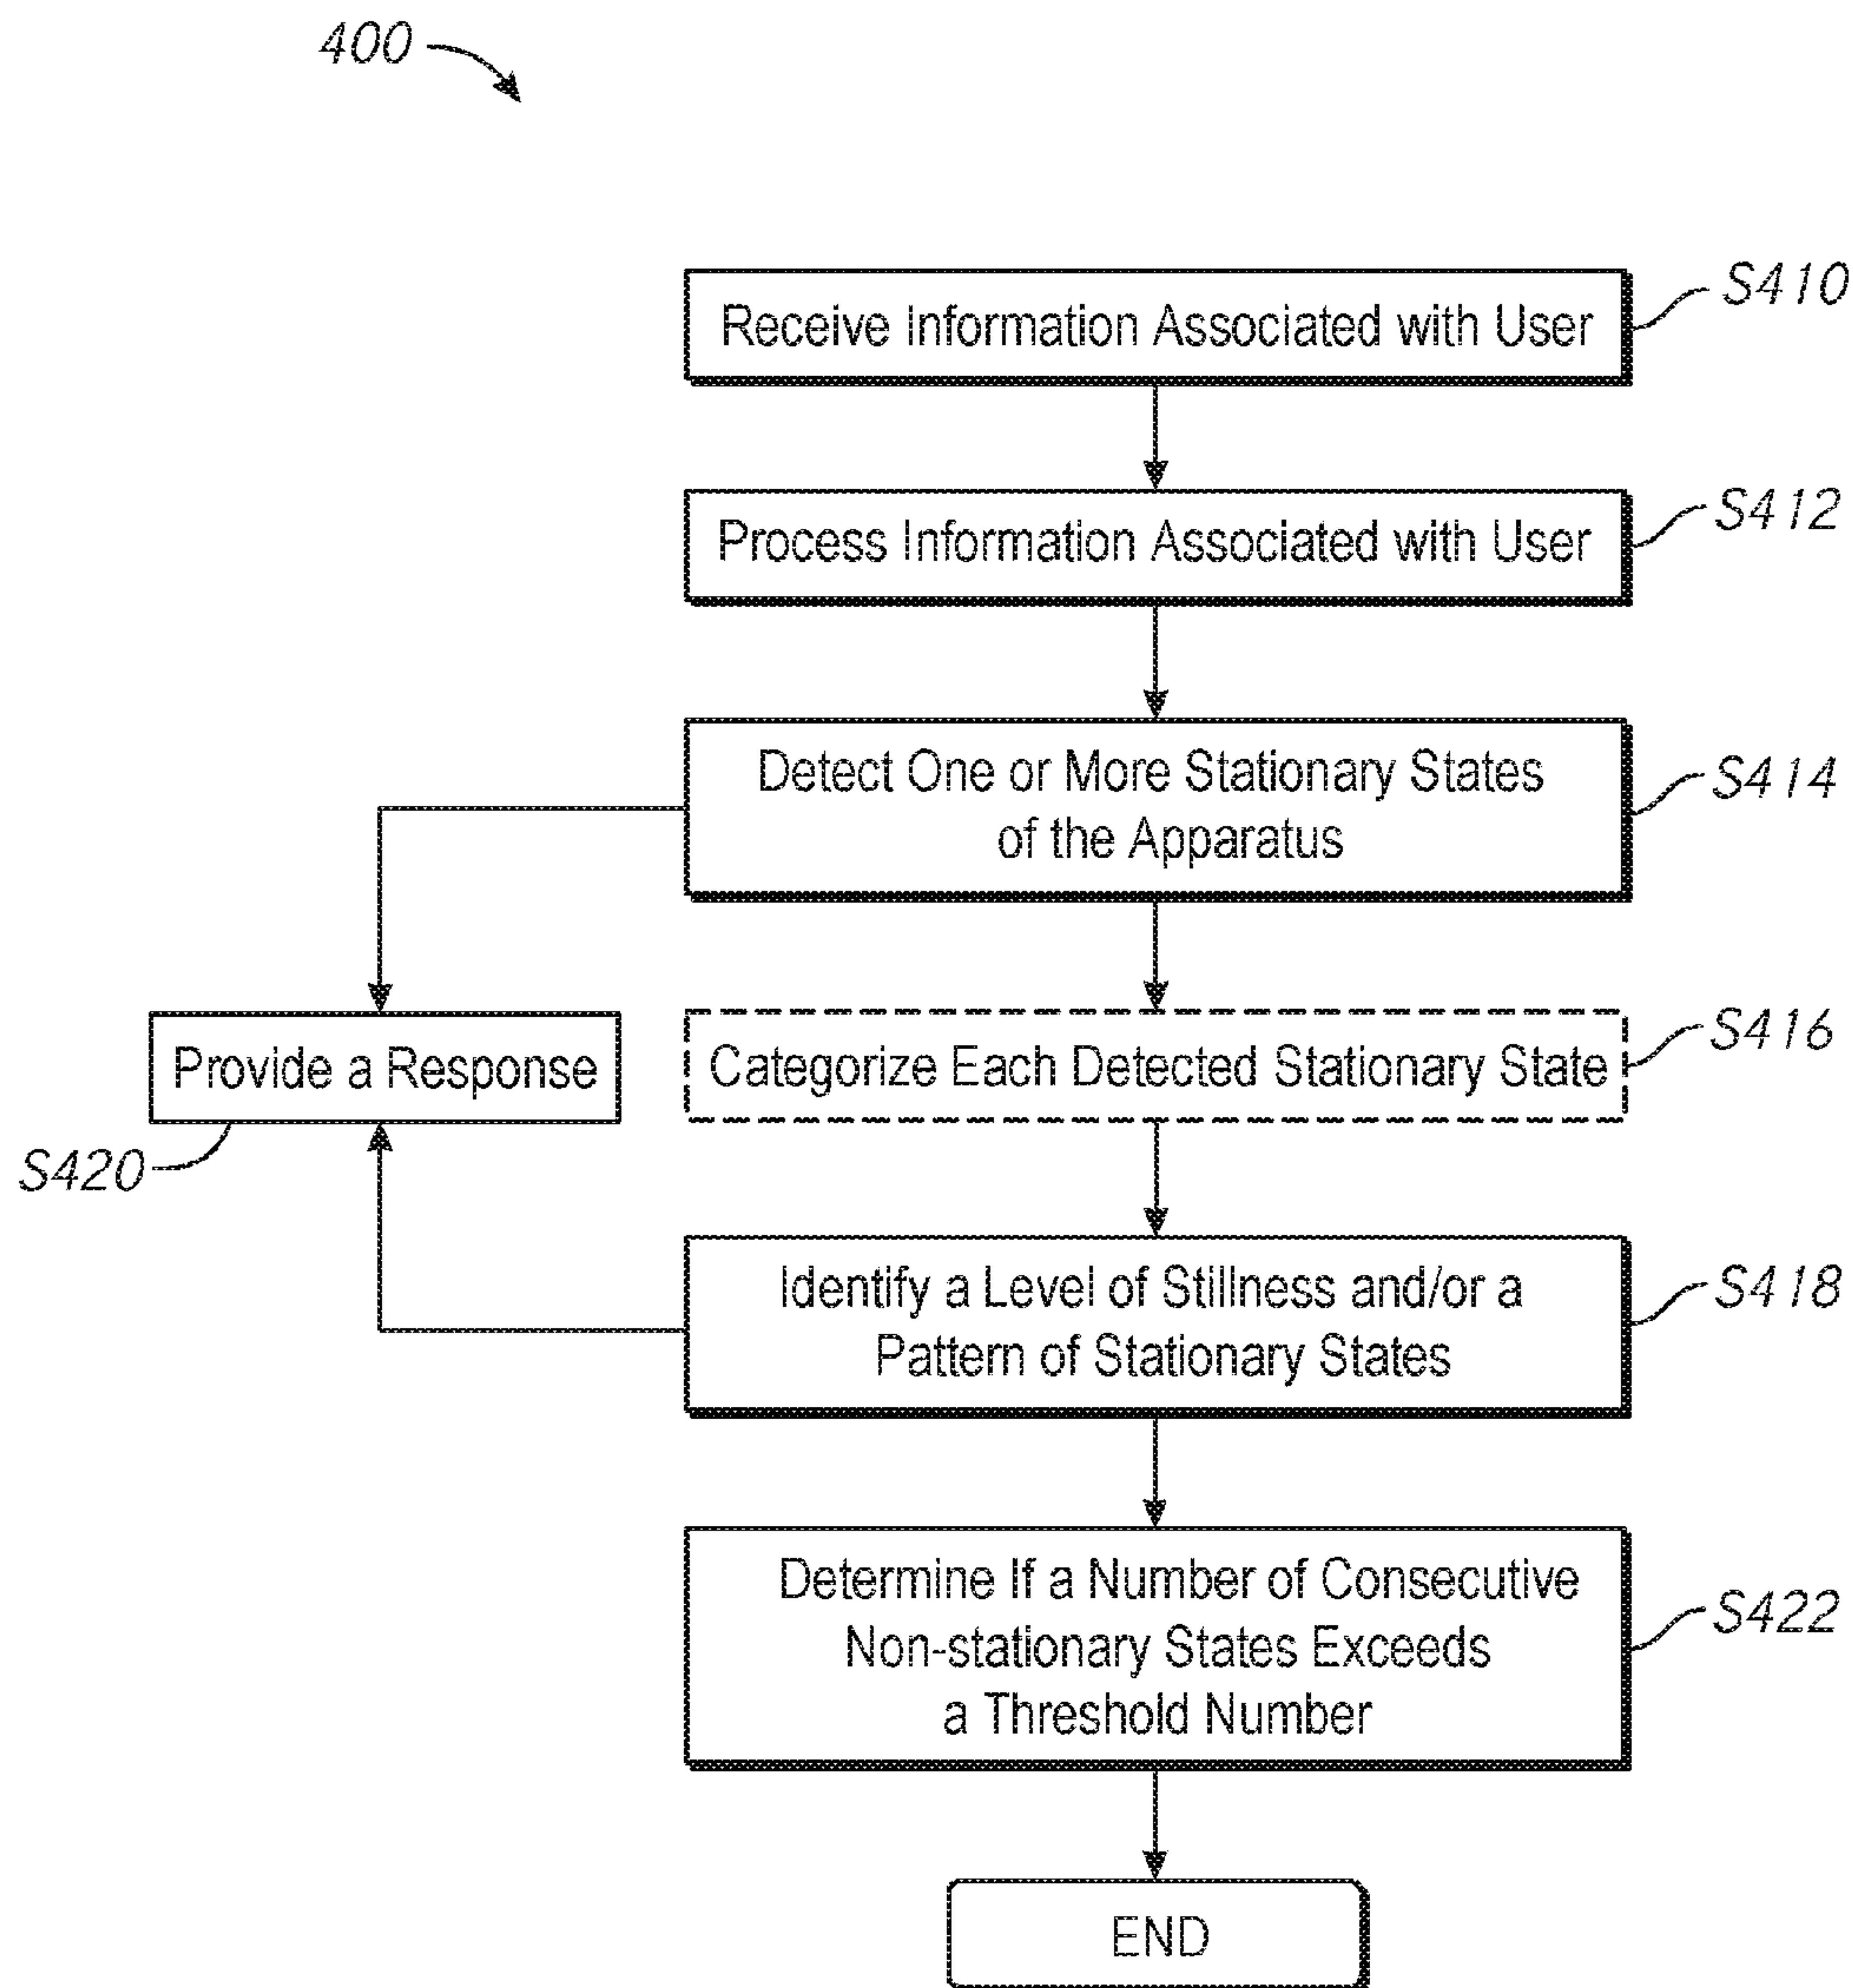 400
Receive Information Associated with User
S410
Process Information Associated with User
S412
Detect One or More Stationary States
of the Apparatus
S414
Provide a Response
S420
Categorize Each Detected Stationary State
S416
Identify a Level of Stillness and/or a
Pattern of Stationary States
S418
Determine If a Number of Consecutive
Non-stationary States Exceeds
a Threshold Number
S422
END